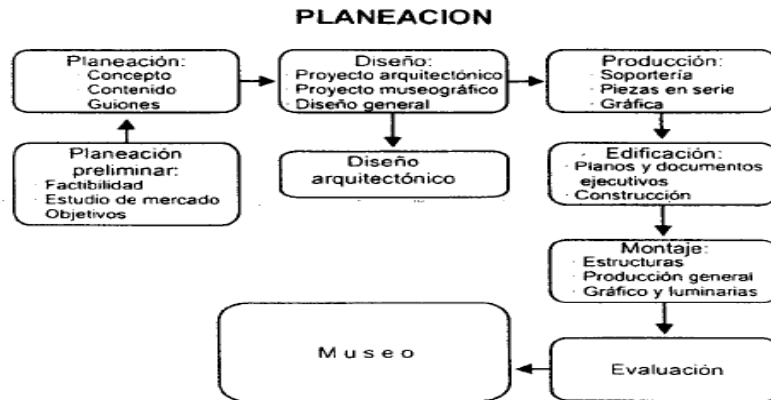 PLANEACION
Planeación:
· Concepto
· Contenido
Guiones
Diseño:
· Proyecto arquitectónico
· Proyecto museográfico
· Diseño general
Producción:
· Soportería
· Piezas en serie
· Gráfica
Planeación
preliminar:
· Factibilidad
· Estudio de mercado
Objetivos
Diseño
arquitectónico
Edificación:
· Planos y documentos
ejecutivos
· Construcción
Montaje:
· Estructuras
· Producción general
· Gráfico y luminarias
Museo
Evaluación